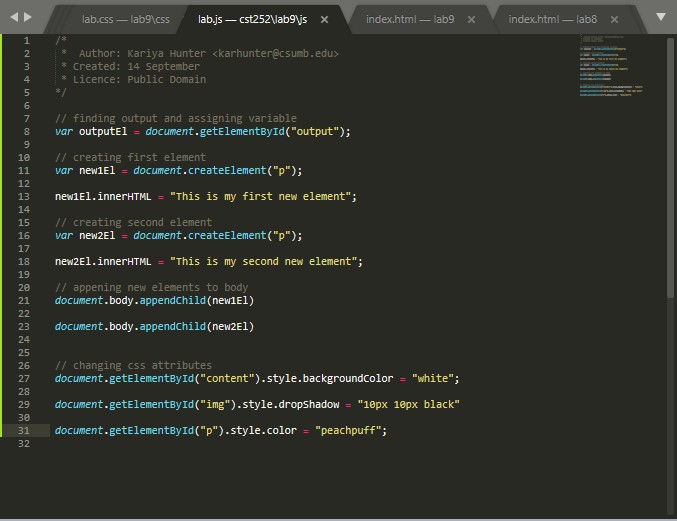 lab.css — lab9\css
lab.js — cst252\lab9\js
index.html — lab9
index.html — lab8
1 /*
2 *  Author: Kariya Hunter <karhunter@csumb.edu>
3 * Created: 14 September
4 * Licence: Public Domain
5 */
6
7 // finding output and assigning variable
8 var outputEl = document.getElementById("output");
9
10 // creating first element
11 var new1El = document.createElement("p");
12
13 new1El.innerHTML = "This is my first new element";
14
15 // creating second element
16 var new2El = document.createElement("p");
17
18 new2El.innerHTML = "This is my second new element";
19
20 // appening new elements to body
21 document.body.appendChild(new1El)
22
23 document.body.appendChild(new2El)
24
25
26 // changing css attributes
27 document.getElementById("content").style.backgroundColor = "white";
28
29 document.getElementById("img").style.dropShadow = "10px 10px black"
30
31 document.getElementById("p").style.color = "peachpuff";
32